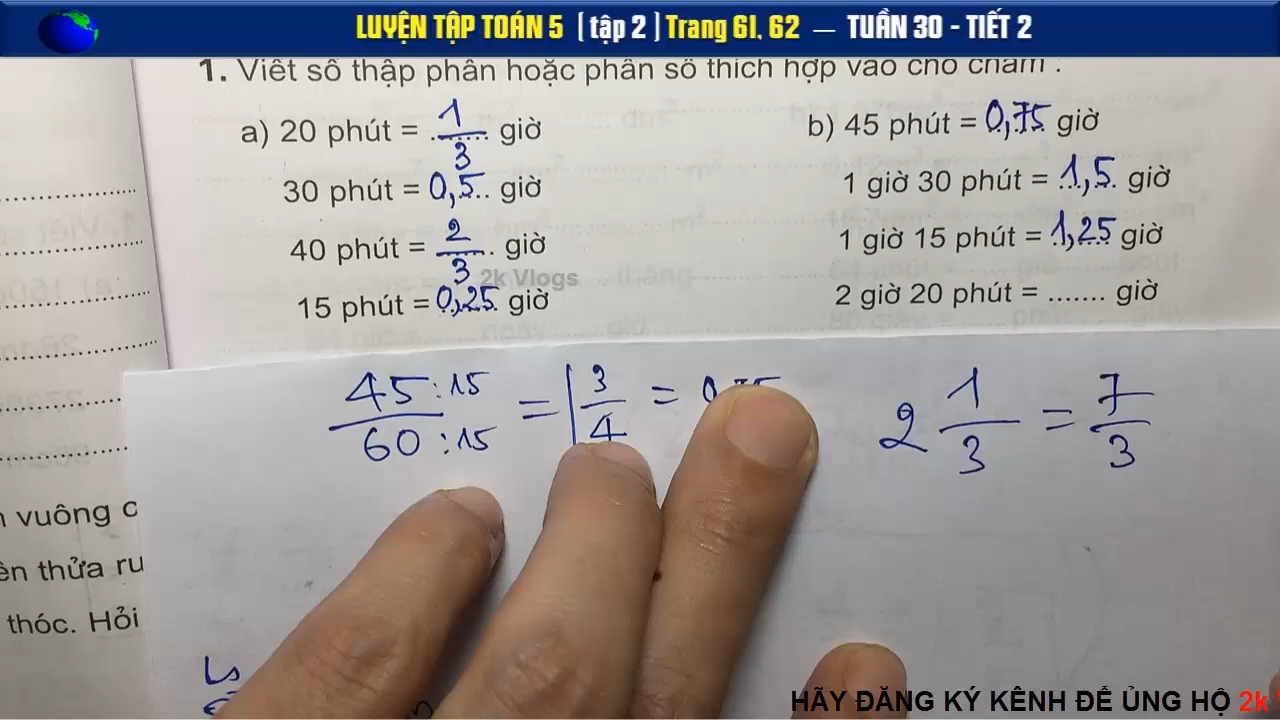 LUYỆN TẬP TOÁN 5 ( tập 2 ) Trang 61, 62 — TUẦN 30 - TIẾT 2
1. Viết số thập phân hoặc phân số thích hợp vào chỗ chấm :
a) 20 phút = 1/3 giờ
30 phút = 0,5 giờ
40 phút = 2/3 giờ
15 phút = 0,25 giờ
2k Vlogs
b) 45 phút = 0,75 giờ
1 giờ 30 phút = 1,5 giờ
1 giờ 15 phút = 1,25 giờ
2 giờ 20 phút = ....... giờ
45 : 15 / 60 : 15 = 3/4 =
2 1/3 = 7/3
vuông
ên thửa ru
thóc. Hỏi
HÃY ĐĂNG KÝ KÊNH ĐỂ ỦNG HỘ 2k